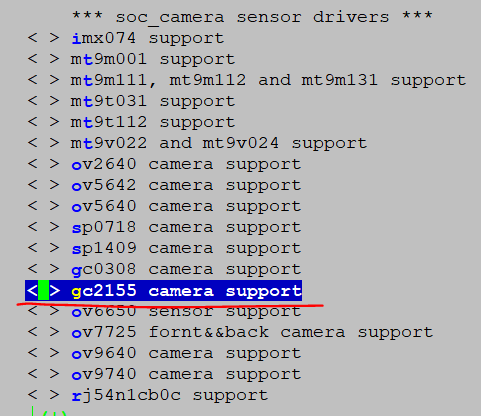 *** soc_camera sensor drivers ***
< > imx074 support
< > mt9m001 support
< > mt9m111, mt9m112 and mt9m131 support
< > mt9t031 support
< > mt9t112 support
< > mt9v022 and mt9v024 support
< > ov2640 camera support
< > ov5642 camera support
< > ov5640 camera support
< > sp0718 camera support
< > sp1409 camera support
< > gc0308 camera support
< > gc2155 camera support
< > ov6650 sensor support
< > ov7725 fornt&&back camera support
< > ov9640 camera support
< > ov9740 camera support
< > rj54n1cb0c support